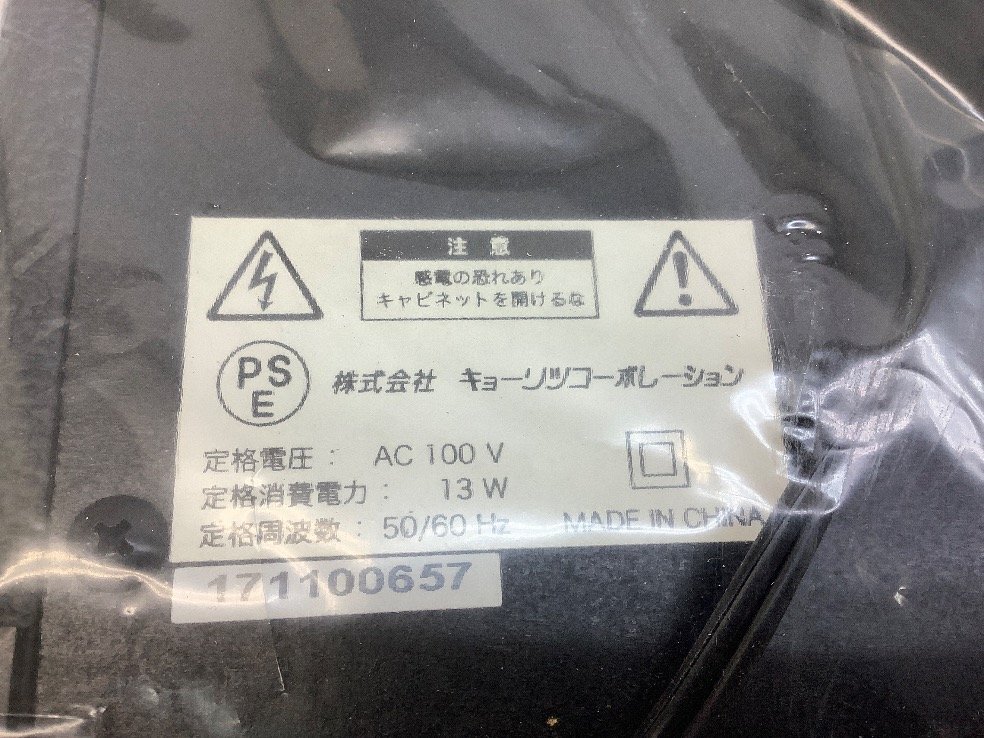 注意
感電の恐れあり
キャビネットを開けるな
PS
E
株式会社 キョーリツコーポレーション
定格電圧： AC 100 V
定格消費電力： 13 W
定格周波数： 50/60 Hz MADE IN CHINA
171100657